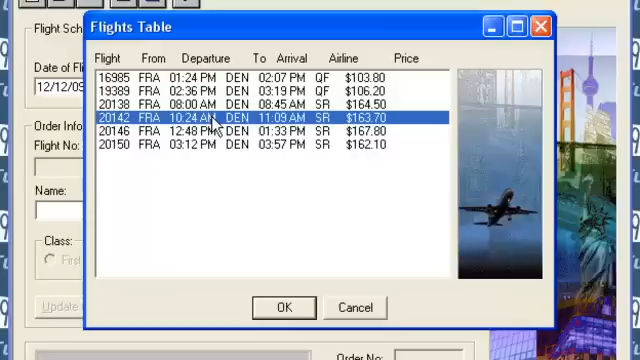 Flights Table
Flight Sch
Flight From Departure To Arrival Airline Price
Date of Fl
12/12/09
16985 FRA 01:24 PM DEN 02:07 PM QF $103.80
19389 FRA 02:36 PM DEN 03:19 PM QF $106.20
20138 FRA 08:00 AM DEN 08:45 AM SR $164.50
20142 FRA 10:24 AM DEN 11:09 AM SR $163.70
20146 FRA 12:48 PM DEN 01:33 PM SR $167.80
20150 FRA 03:12 PM DEN 03:57 PM SR $162.10
Order Info
Flight No:
Name:
Class:
First
Update
OK
Cancel
Order No: